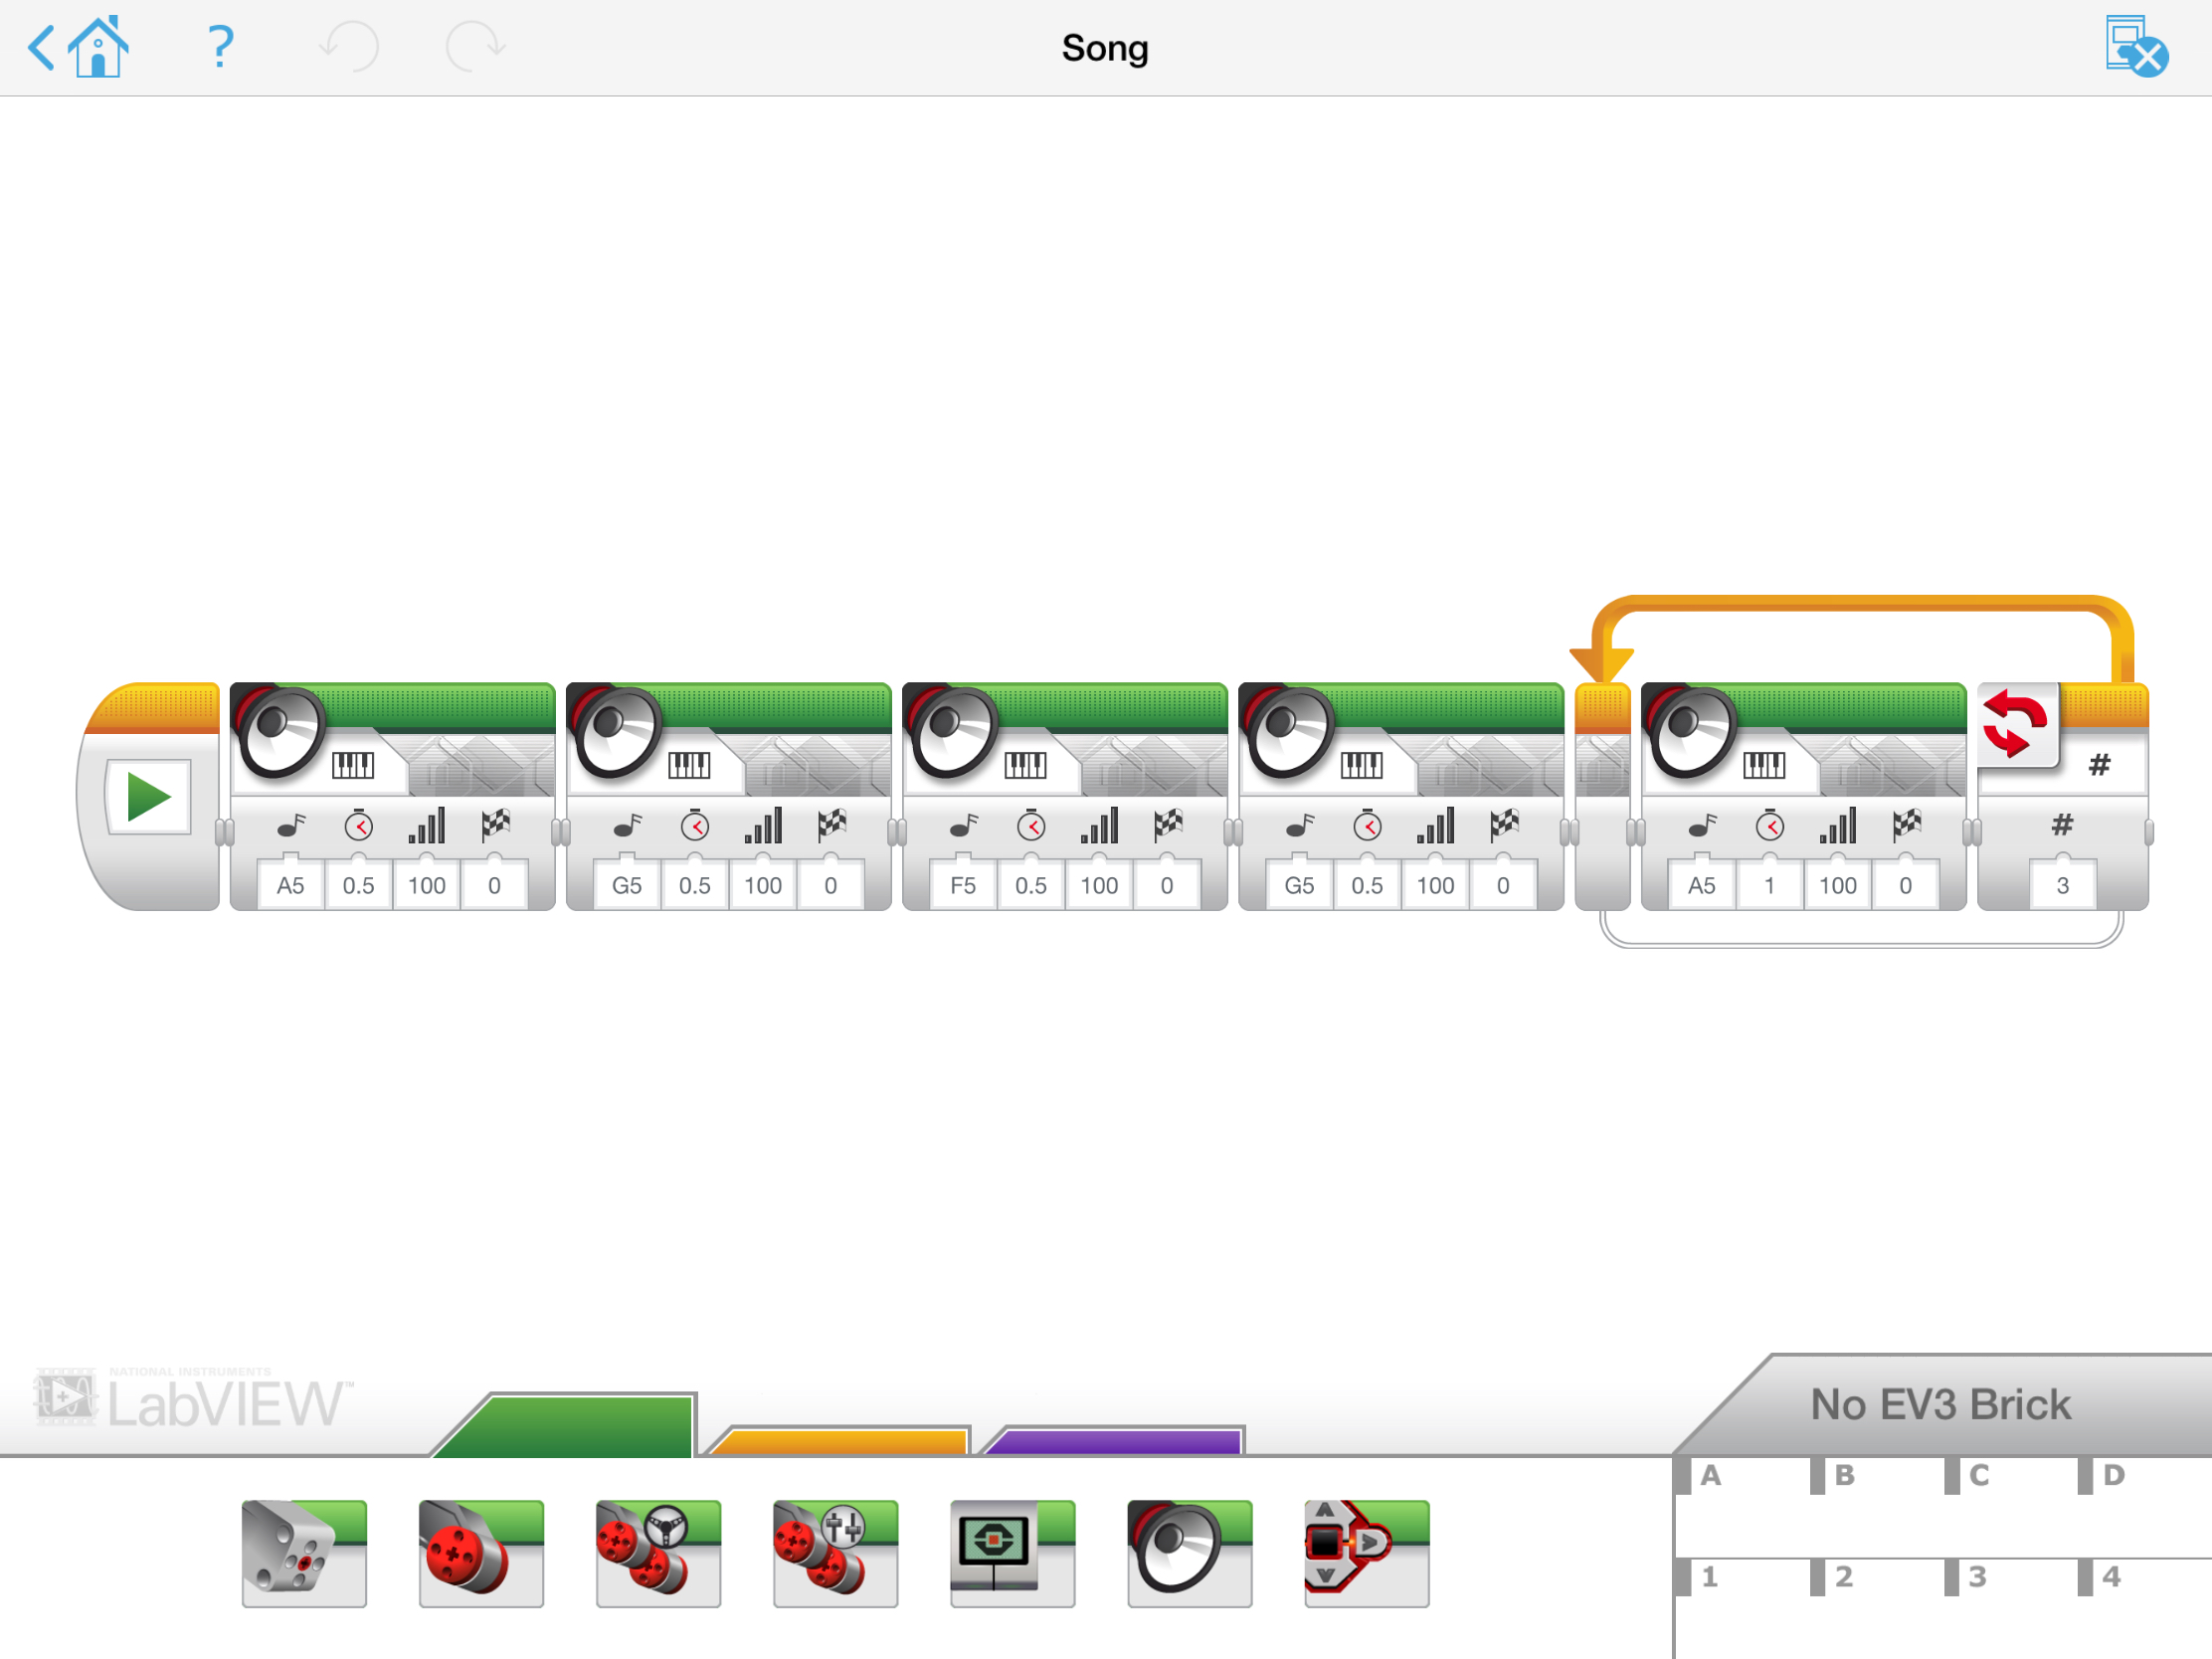 ?
Song
#
#
A5 0.5 100 0
G5 0.5 100 0
F5 0.5 100 0
G5 0.5 100 0
A5 1 100 0
3
NATIONAL INSTRUMENTS
LabVIEW™
No EV3 Brick
A B C D
1 2 3 4